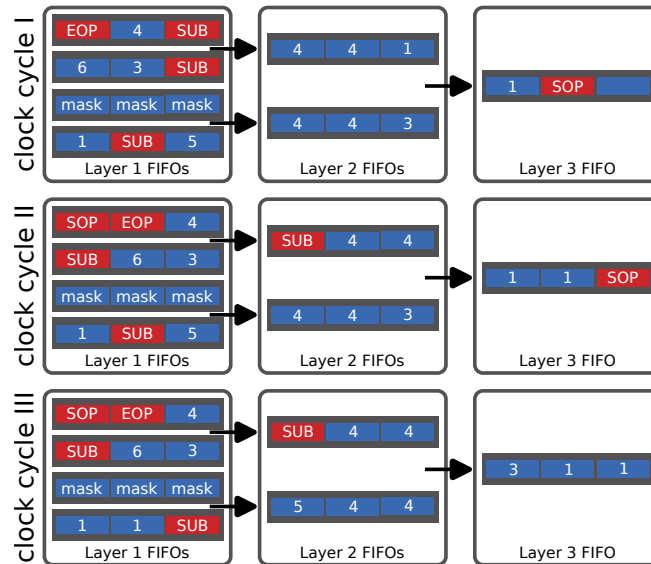 clock cycle I
EOP 4 SUB
6 3 SUB
mask mask mask
1 SUB 5
Layer 1 FIFOs
4 4 1
4 4 3
Layer 2 FIFOs
1 SOP
Layer 3 FIFO
clock cycle II
SOP EOP 4
SUB 6 3
mask mask mask
1 SUB 5
Layer 1 FIFOs
SUB 4 4
4 4 3
Layer 2 FIFOs
1 1 SOP
Layer 3 FIFO
clock cycle III
SOP EOP 4
SUB 6 3
mask mask mask
1 1 SUB
Layer 1 FIFOs
SUB 4 4
5 4 4
Layer 2 FIFOs
3 1 1
Layer 3 FIFO